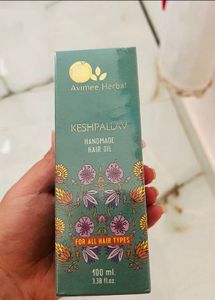 Avimee Herbal
KESHPALLAV
HANDMADE
HAIR OIL
FOR ALL HAIR TYPES
100 ml.
3.38 fl.oz.